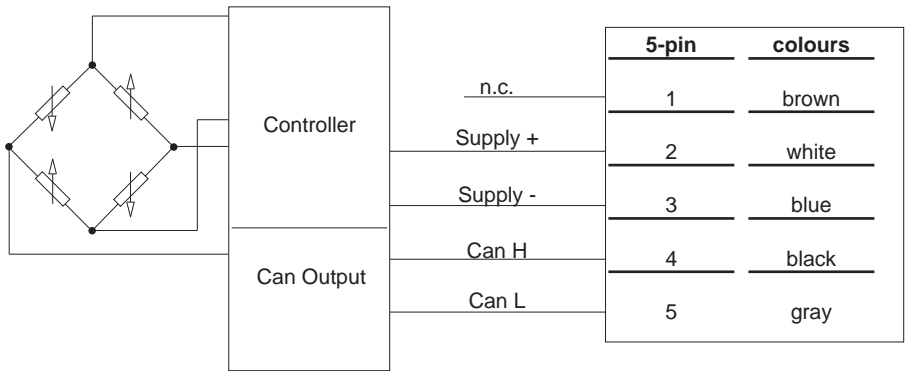 5-pin colours
n.c. 1 brown
Controller
Supply + 2 white
Supply - 3 blue
Can H 4 black
Can Output
Can L 5 gray